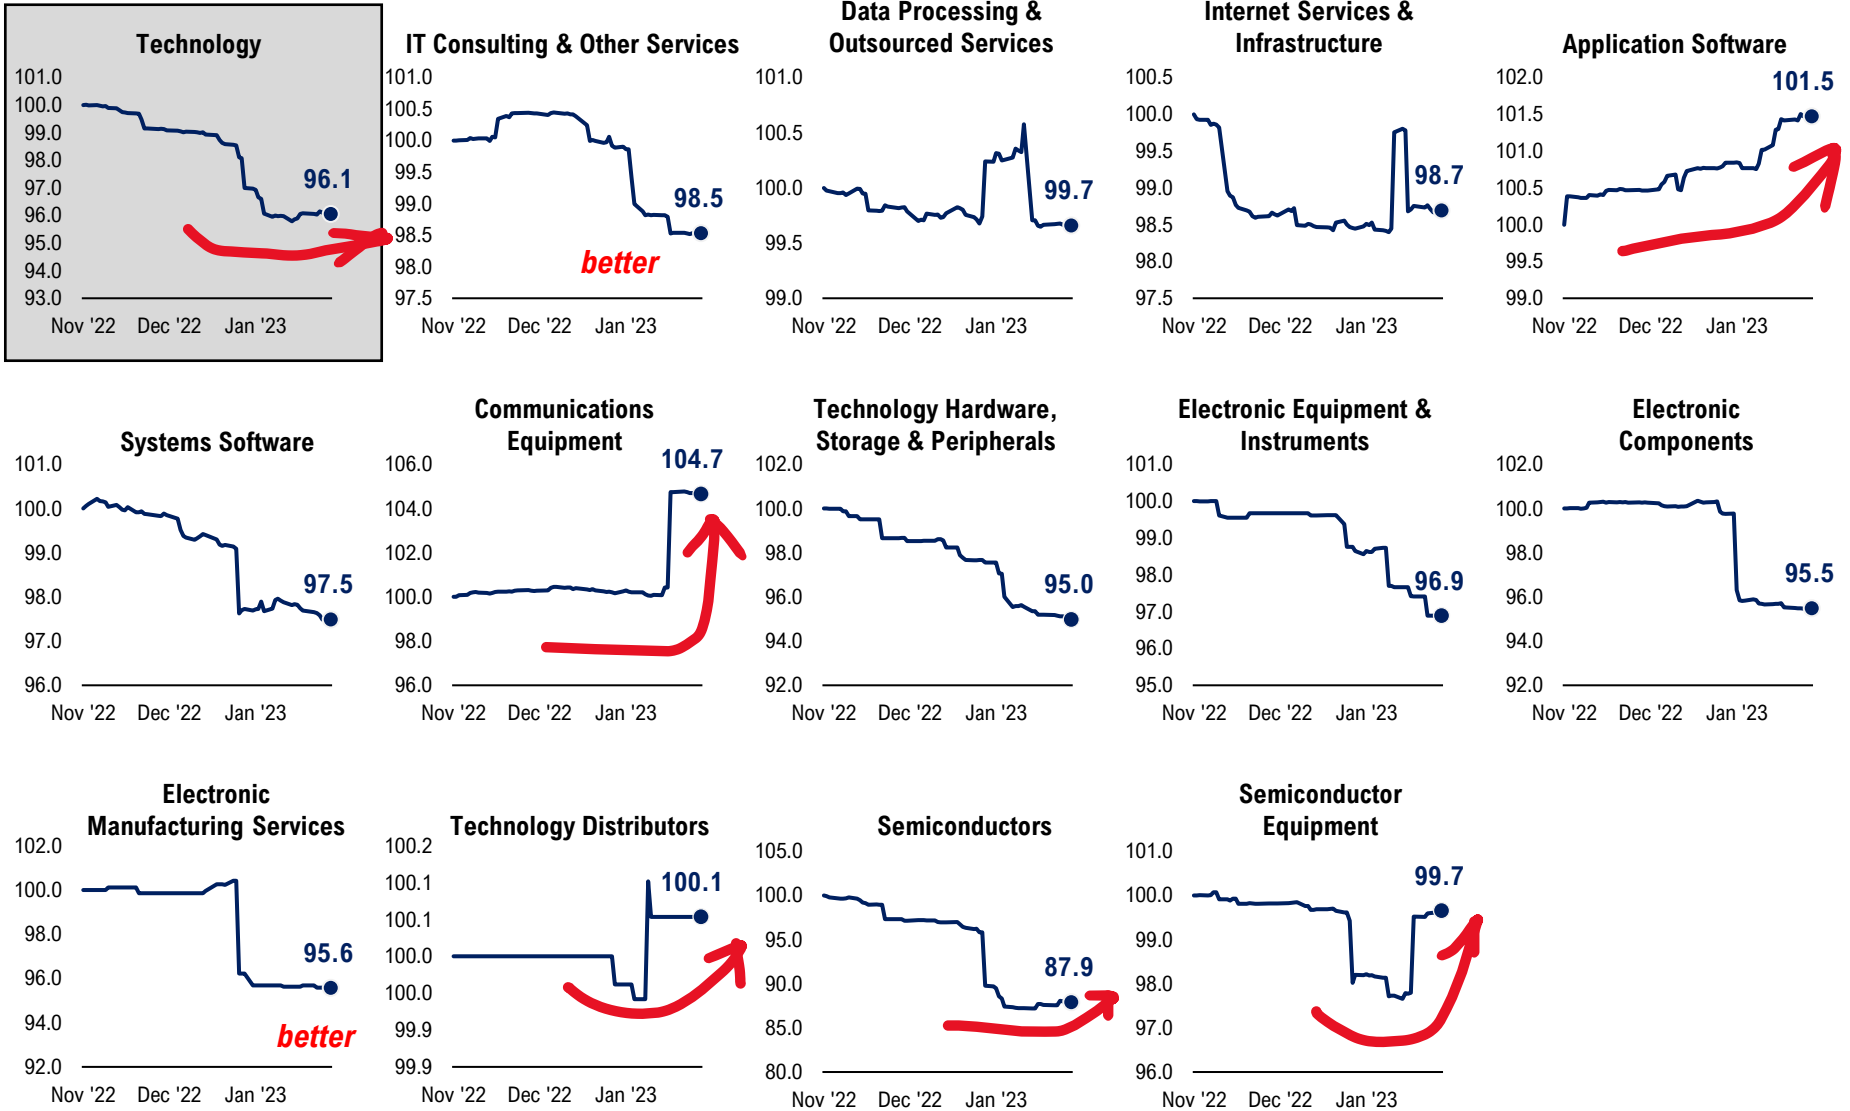 Technology
101.0
100.0
99.0
98.0
97.0
96.0
95.0
94.0
93.0
96.1
Nov '22 Dec '22 Jan '23
IT Consulting & Other Services
101.0
100.5
100.0
99.5
99.0
98.5
98.0
97.5
98.5
better
Nov '22 Dec '22 Jan '23
Data Processing &
Outsourced Services
101.0
100.5
100.0
99.5
99.0
99.7
Nov '22 Dec '22 Jan '23
Internet Services &
Infrastructure
100.5
100.0
99.5
99.0
98.5
98.0
97.5
98.7
Nov '22 Dec '22 Jan '23
Application Software
102.0
101.5
101.0
100.5
100.0
99.5
99.0
101.5
Nov '22 Dec '22 Jan '23
Systems Software
101.0
100.0
99.0
98.0
97.0
96.0
97.5
Nov '22 Dec '22 Jan '23
Communications
Equipment
106.0
104.0
102.0
100.0
98.0
96.0
104.7
Nov '22 Dec '22 Jan '23
Technology Hardware,
Storage & Peripherals
102.0
100.0
98.0
96.0
94.0
92.0
95.0
Nov '22 Dec '22 Jan '23
Electronic Equipment &
Instruments
101.0
100.0
99.0
98.0
97.0
96.0
95.0
96.9
Nov '22 Dec '22 Jan '23
Electronic
Components
102.0
100.0
98.0
96.0
94.0
92.0
95.5
Nov '22 Dec '22 Jan '23
Electronic
Manufacturing Services
102.0
100.0
98.0
96.0
94.0
92.0
95.6
better
Nov '22 Dec '22 Jan '23
Technology Distributors
100.2
100.1
100.1
100.0
100.0
99.9
99.9
100.1
Nov '22 Dec '22 Jan '23
Semiconductors
105.0
100.0
95.0
90.0
85.0
80.0
87.9
Nov '22 Dec '22 Jan '23
Semiconductor
Equipment
101.0
100.0
99.0
98.0
97.0
96.0
99.7
Nov '22 Dec '22 Jan '23